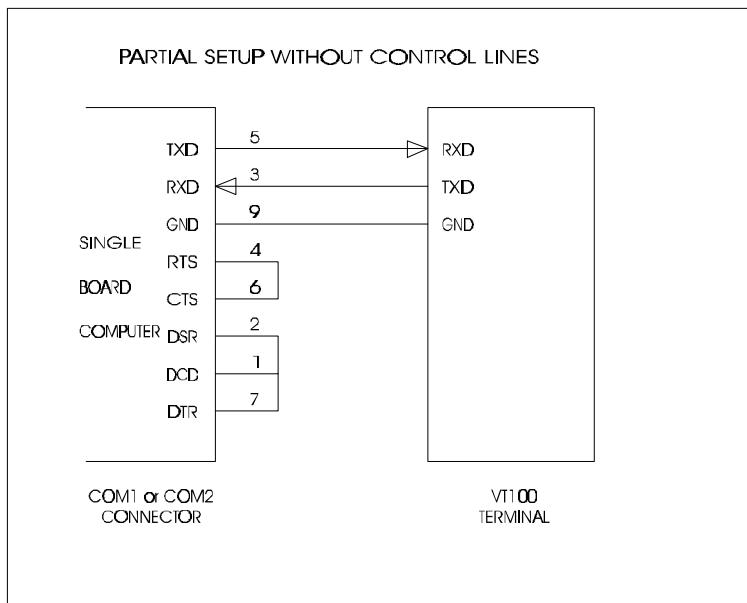 PARTIAL SETUP WITHOUT CONTROL LINES
TXD 5 RXD
RXD 3 TXD
GND 9 GND
SINGLE
RTS 4
BOARD
CTS 6
COMPUTER
DSR 2
DCD 1
DTR 7
COM1 or COM2
CONNECTOR
VT100
TERMINAL